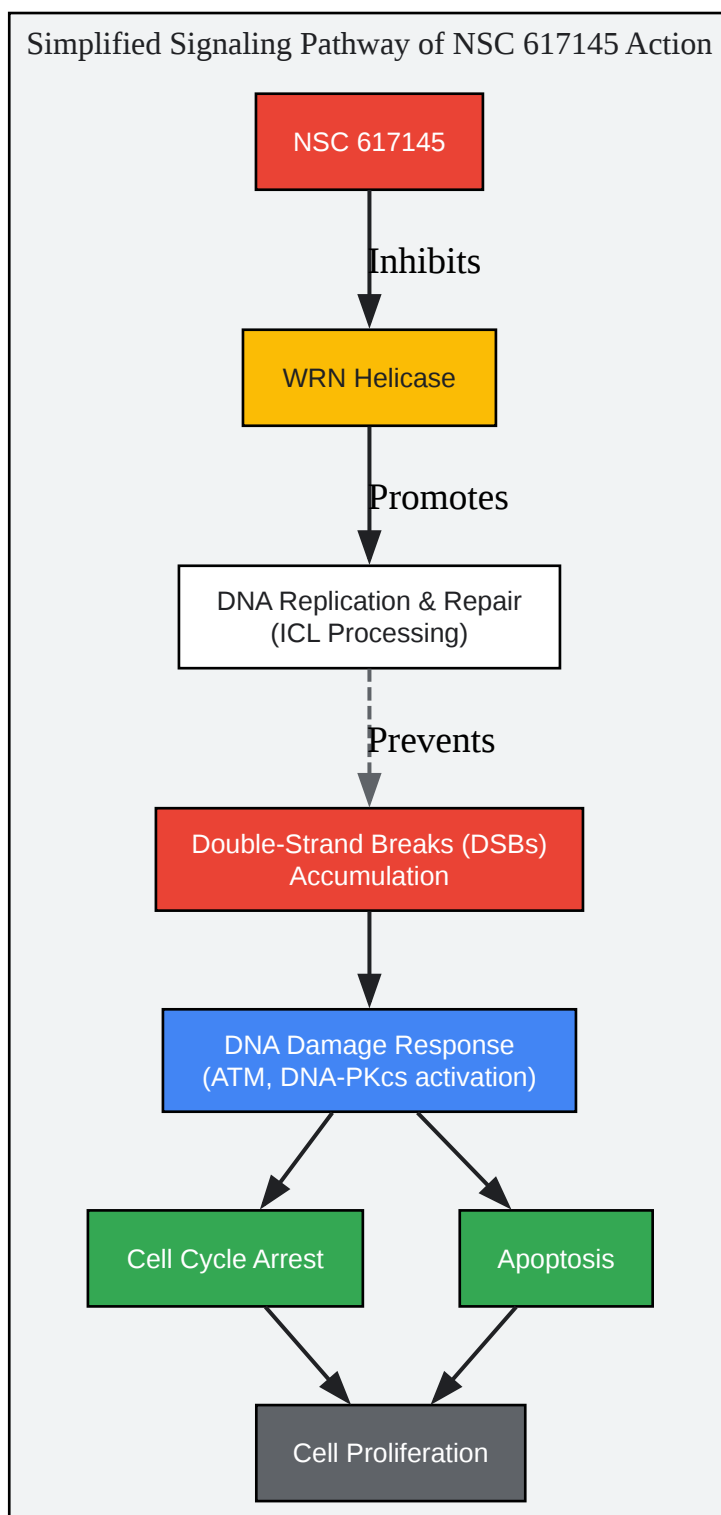 Simplified Signaling Pathway of NSC 617145 Action
NSC 617145
Inhibits
WRN Helicase
Promotes
DNA Replication & Repair
(ICL Processing)
Prevents
Double-Strand Breaks (DSBs)
Accumulation
DNA Damage Response
(ATM, DNA-PKcs activation)
Cell Cycle Arrest
Apoptosis
Cell Proliferation